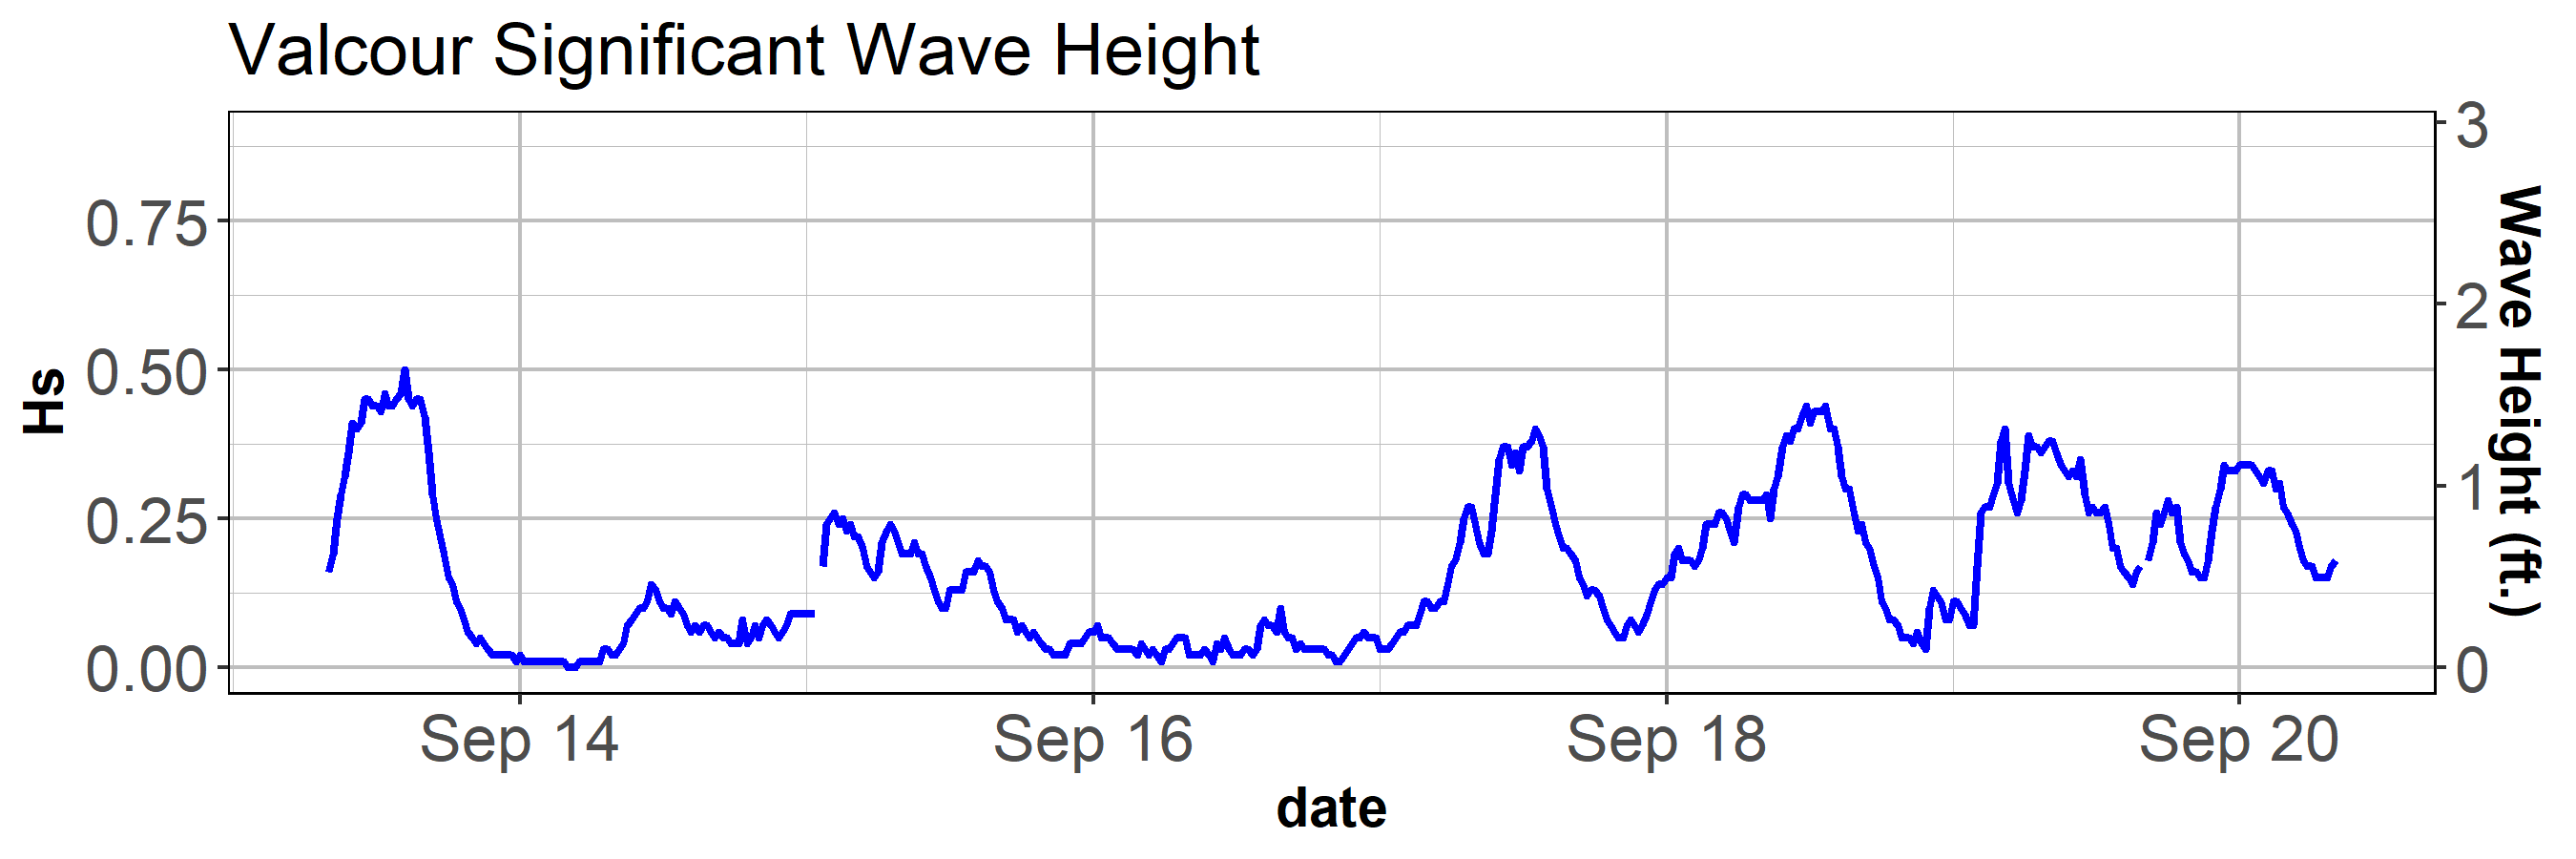 Valcour Significant Wave Height
Hs
0.75
0.50
0.25
0.00
3
2
1
0
Wave Height (ft.)
Sep 14
Sep 16
Sep 18
Sep 20
date